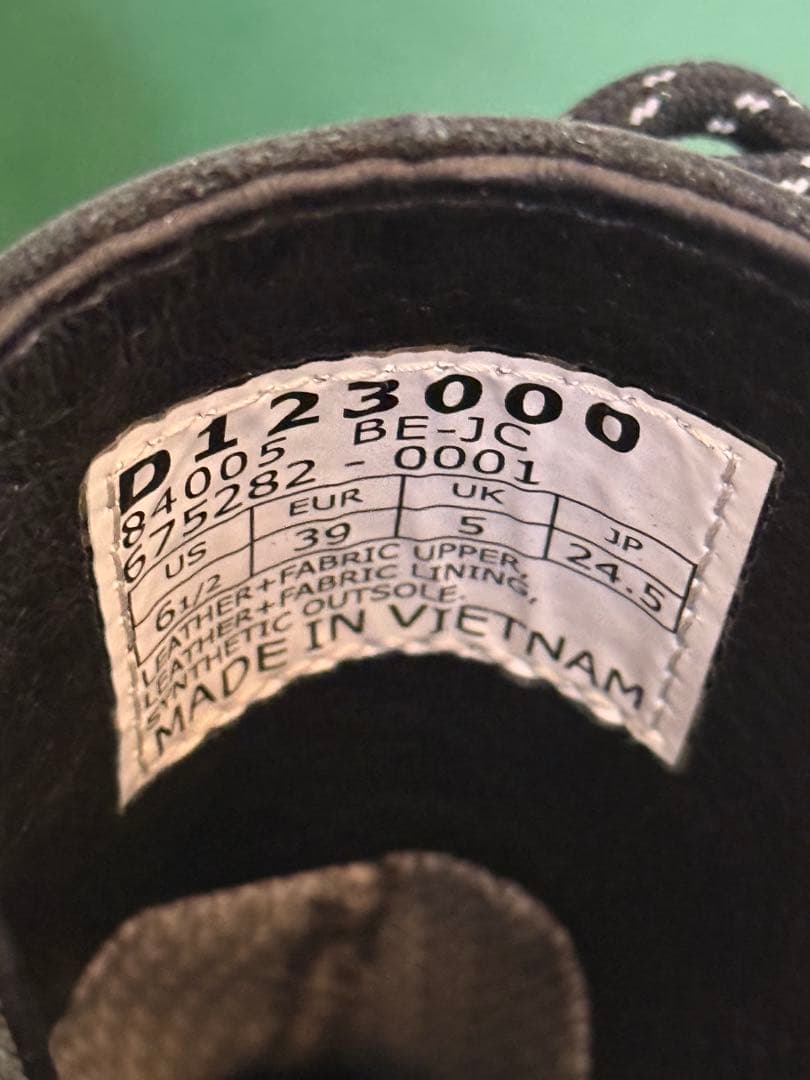 D123000
84005 BE-JC
675282 - 0001
US EUR UK JP
6 1/2 39 5 24.5
LEATHER+FABRIC UPPER,
LEATHER+FABRIC LINING,
SYNTHETIC OUTSOLE.
MADE IN VIETNAM